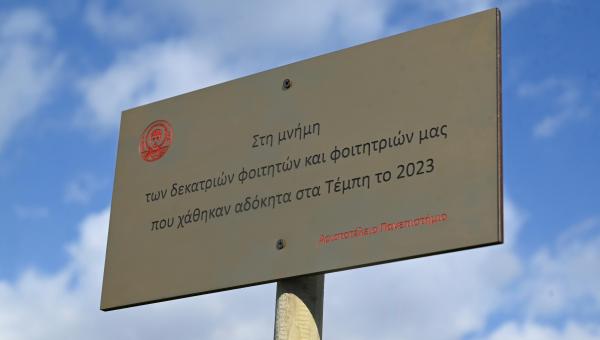 Στη μνήμη
των δεκατριών φοιτητών και φοιτητριών μας
που χάθηκαν αδόκητα στα Τέμπη το 2023
Αριστοτέλειο Πανεπιστήμιο